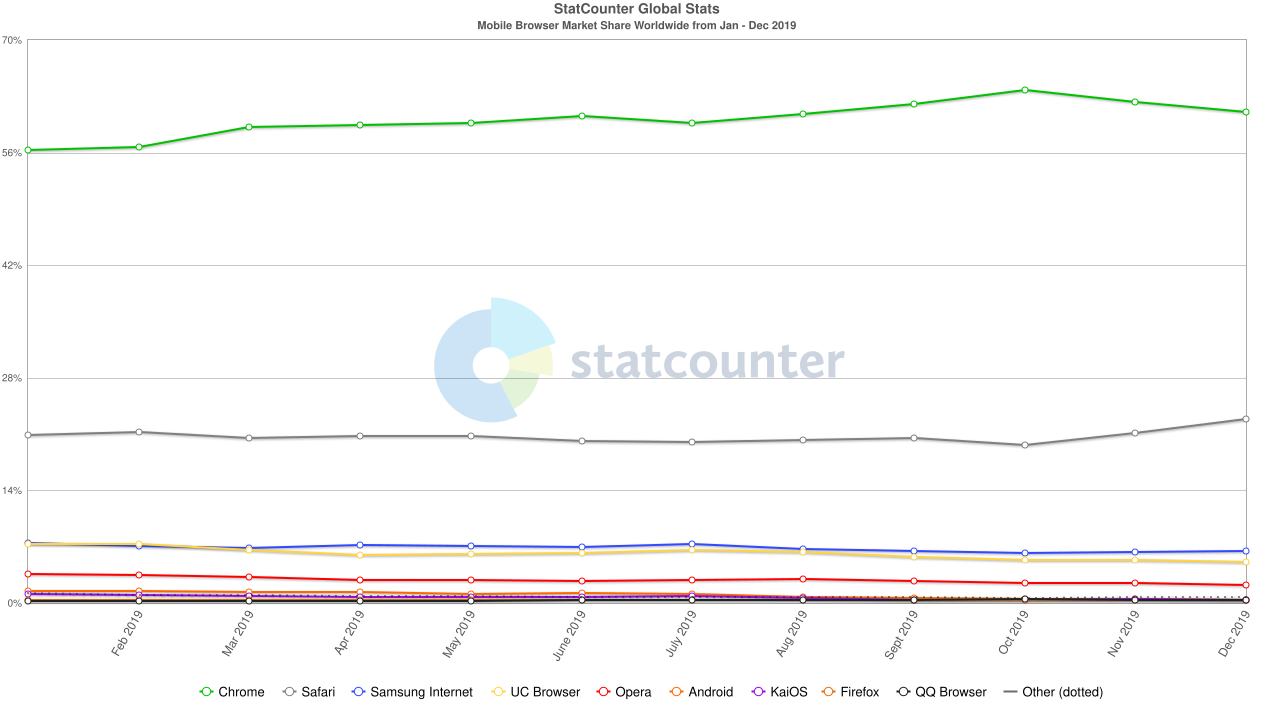 StatCounter Global Stats
Mobile Browser Market Share Worldwide from Jan - Dec 2019
70%
56%
42%
28%
14%
0%
statcounter
Feb 2019
Mar 2019
Apr 2019
May 2019
June 2019
July 2019
Aug 2019
Sept 2019
Oct 2019
Nov 2019
Dec 2019
Chrome Safari Samsung Internet UC Browser Opera Android KaiOS Firefox QQ Browser Other (dotted)